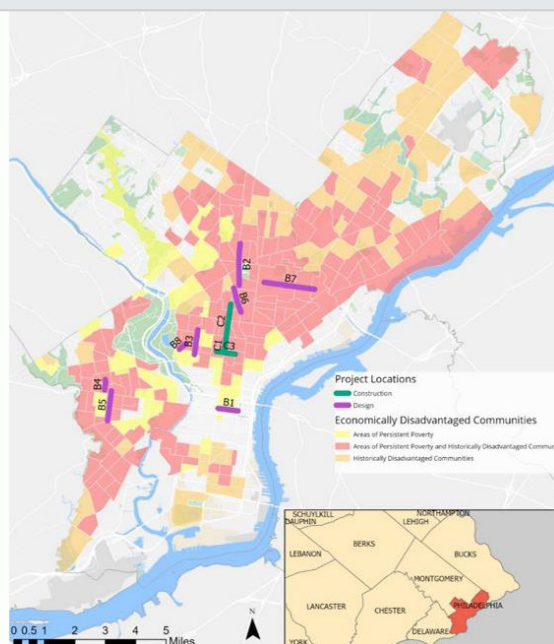 B2
B7
B6
C2
B8
B3
C1
C3
B4
B5
B1
Project Locations
Construction
Design
Economically Disadvantaged Communities
Areas of Persistent Poverty
Areas of Persistent Poverty and Historically Disadvantaged Commun
Historically Disadvantaged Communities
N
0 0.5 1 2 3 4 5
Miles
SCHUYLKILL
NORTHAMPTON
DAUPHIN
LEHIGH
LEBANON
BERKS
BUCKS
MONTGOMERY
LANCASTER
CHESTER
PHILADELPHIA
DELAWARE
YORK